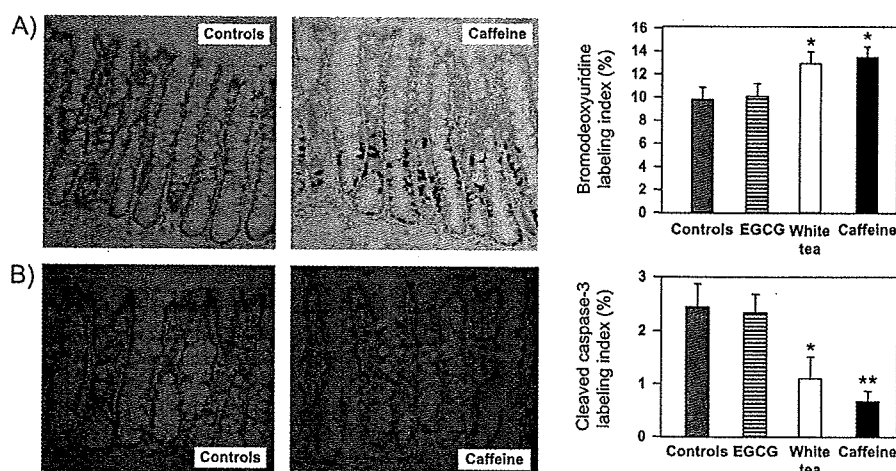 A)
Controls
Caffeine
Bromodeoxyuridine
labeling index (%)
16
14
12
10
8
6
4
2
0
*
*
Controls EGCG White Caffeine
tea
B)
Controls
Caffeine
Cleaved caspase-3
labeling index (%)
3
2
1
0
*
**
Controls EGCG White Caffeine
tea